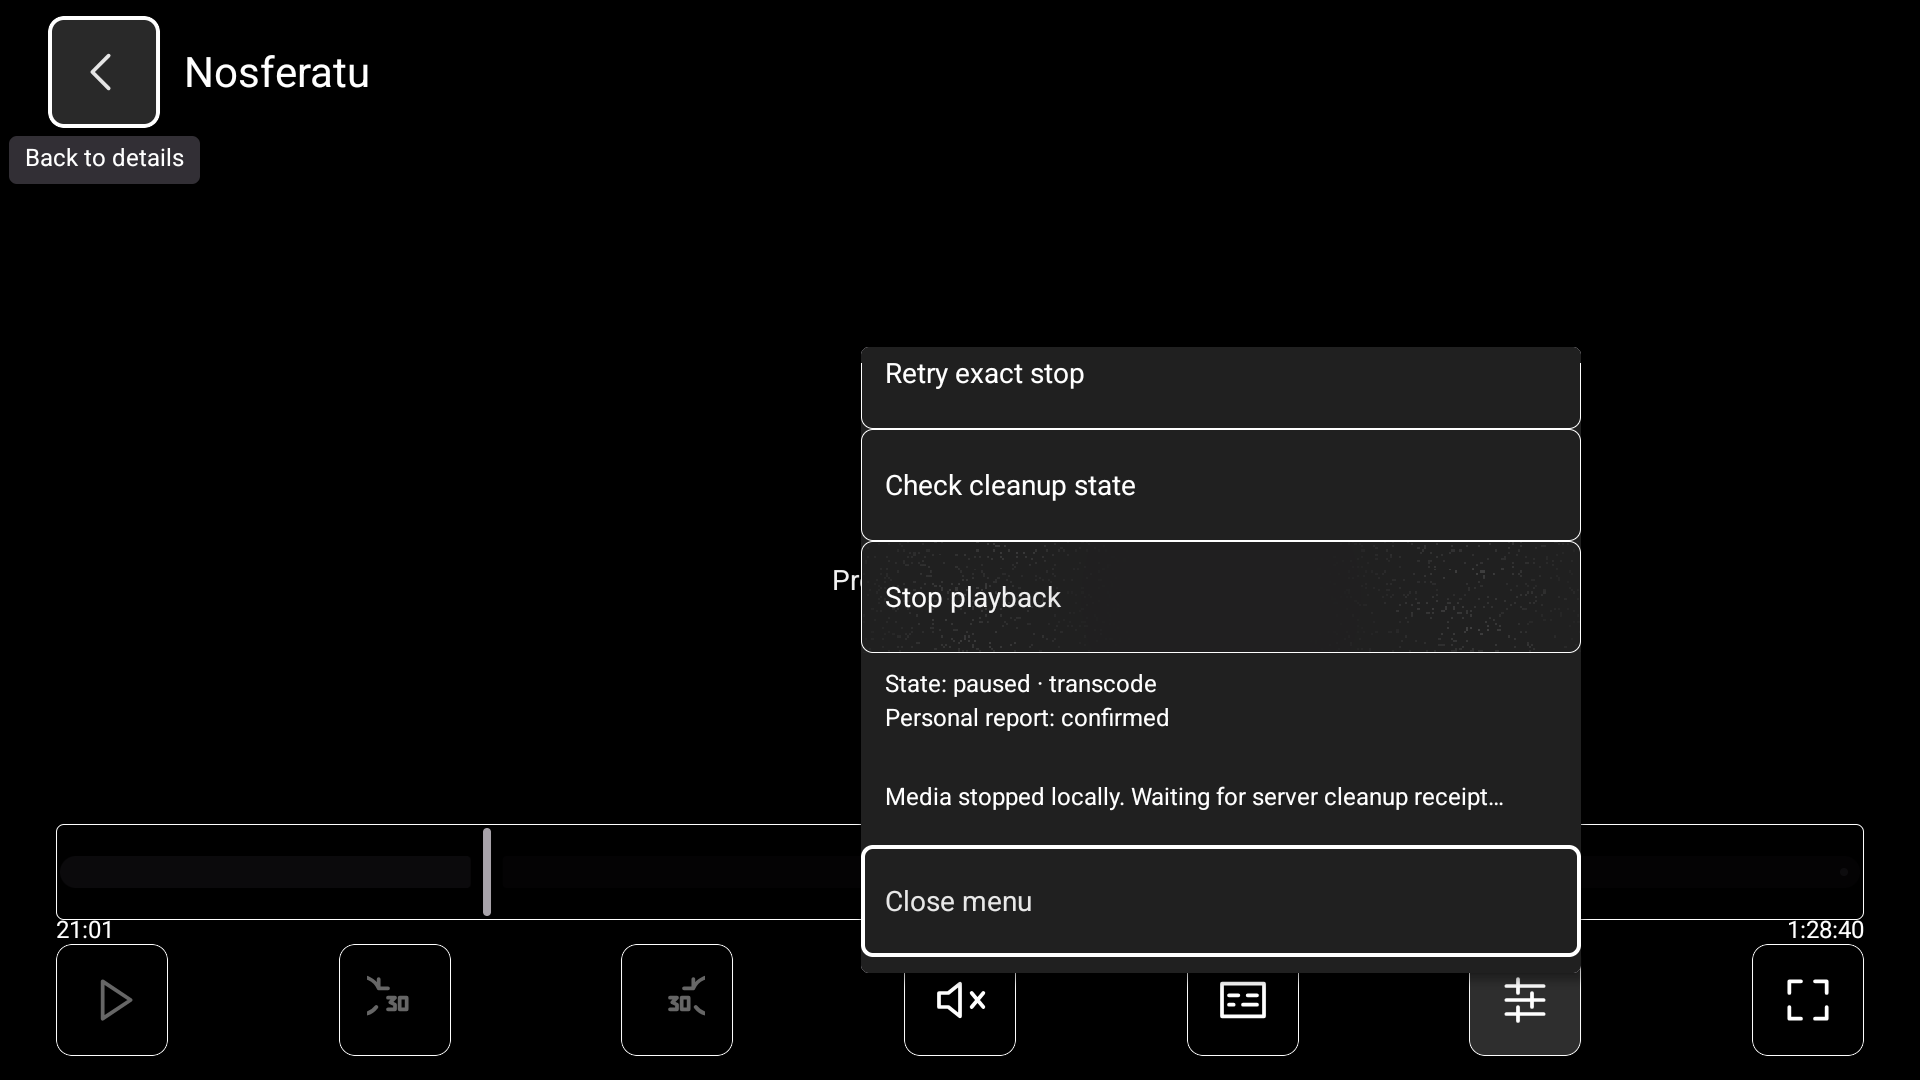 Nosferatu
Back to details
Retry exact stop
Check cleanup state
Pr
Stop playback
State: paused · transcode
Personal report: confirmed
Media stopped locally. Waiting for server cleanup receipt…
Close menu
21:01
1:28:40
30
30